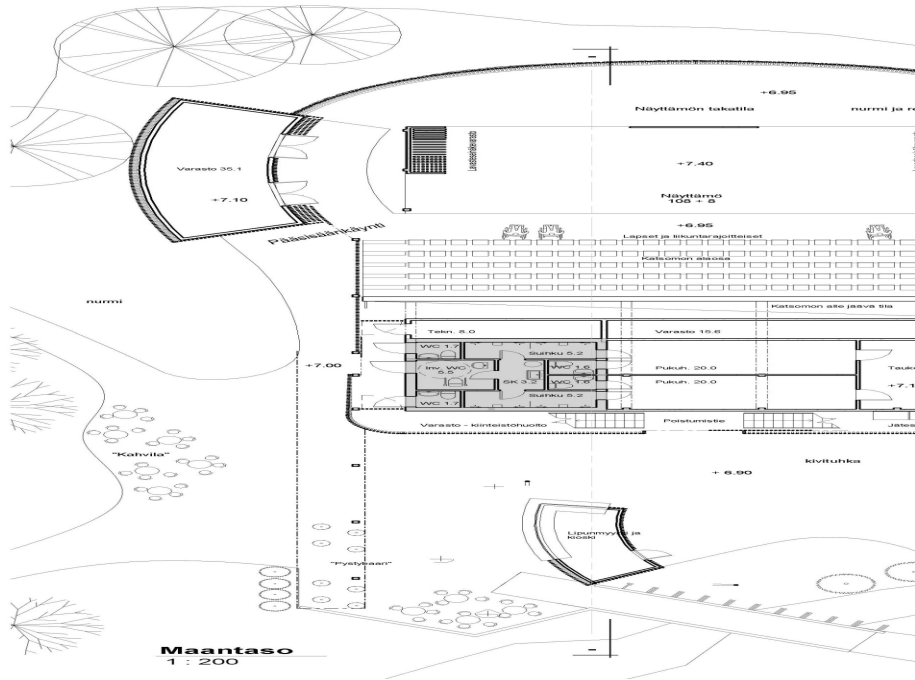 +6.95
Näyttämön takatila
nurmi ja
Varasto 35.1
+7.10
+7.40
Näyttämö
108 + 8
Pääsisäänkäynti
+6.95
Lapset ja liikuntarajoitteiset
Katsomon alaosa
nurmi
Katsomon alle jäävä tila
Tekn. 8.0
Varasto 15.6
WC 1.7
Suihku 5.2
+7.00
Inv. WC
5.5
SK 3.2
WC 1.6
WC 1.6
Pukuh. 20.0
Pukuh. 20.0
WC 1.7
Suihku 5.2
+7.1
Varasto - kiinteistöhuolto
Poistumistie
"Kahvila"
kivituhka
+ 6.90
Lipunmyynti ja
kioski
"Pystybaari"
Maantaso
1 : 200